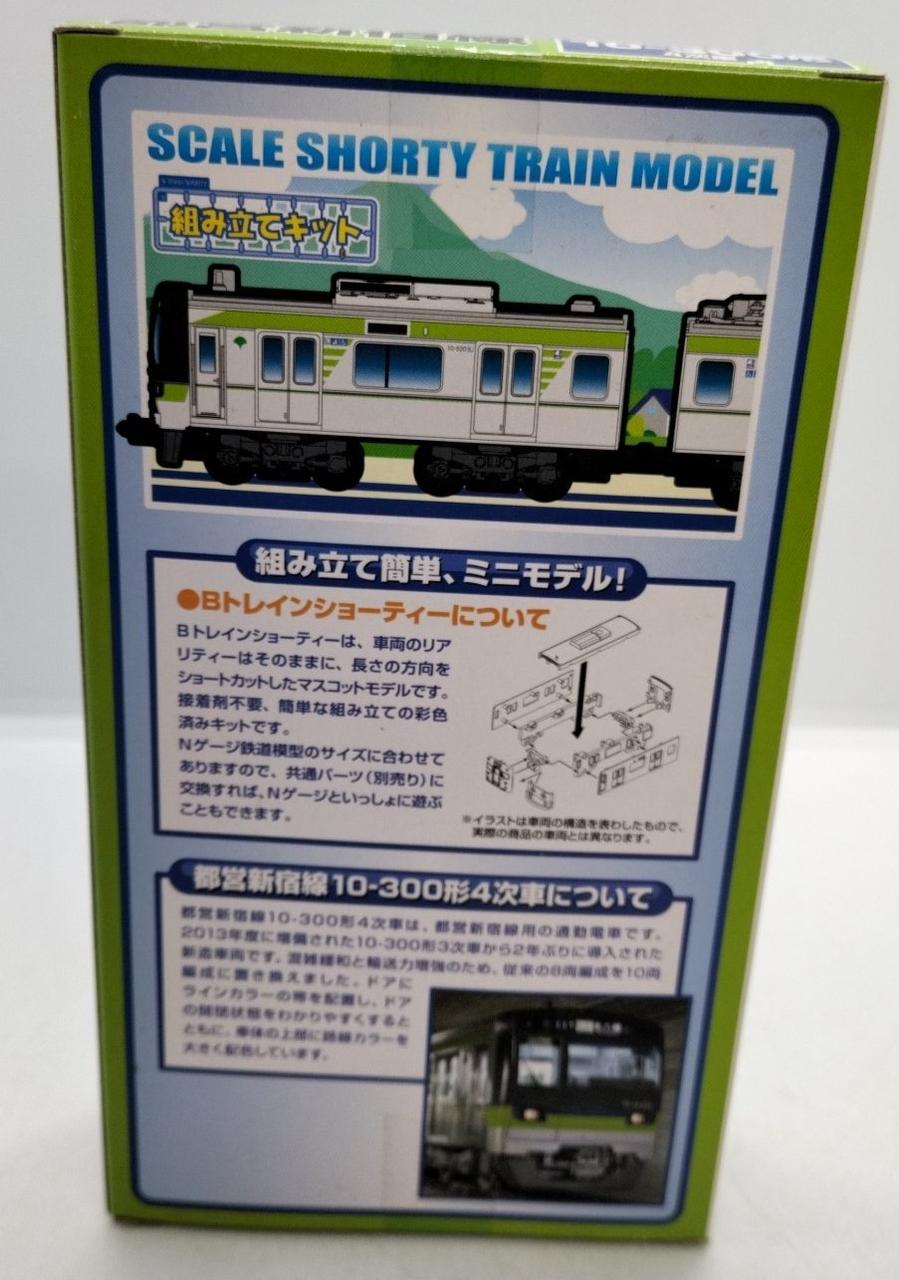 SCALE SHORTY TRAIN MODEL
組み立てキット
組み立て簡単、ミニモデル!
●Bトレインショーティーについて
Bトレインショーティーは、車両のリア
リティーはそのままに、長さの方向を
ショートカットしたマスコットモデルです。
接着剤不要、簡単な組み立ての彩色
済みキットです。
Nゲージ鉄道模型のサイズに合わせて
ありますので、共通パーツ(別売り)に
交換すれば、Nゲージといっしょに遊ぶ
こともできます。
※イラストは車両の構造を表わしたもので、
実際の商品の車両とは異なります。
都営新宿線10-300形4次車について
都営新宿線10-300形4次車は、都営新宿線用の通勤電車です。
2013年度に増備された10-300形3次車から2年ぶりに導入された
新造車両です。混雑緩和と輸送力増強のため、従来の8両編成を10両
編成に置き換えました。ドアに
ラインカラーの帯を配置し、ドア
の開閉状態をわかりやすくすると
ともに、車体の上部に路線カラーを
大きく配色しています。